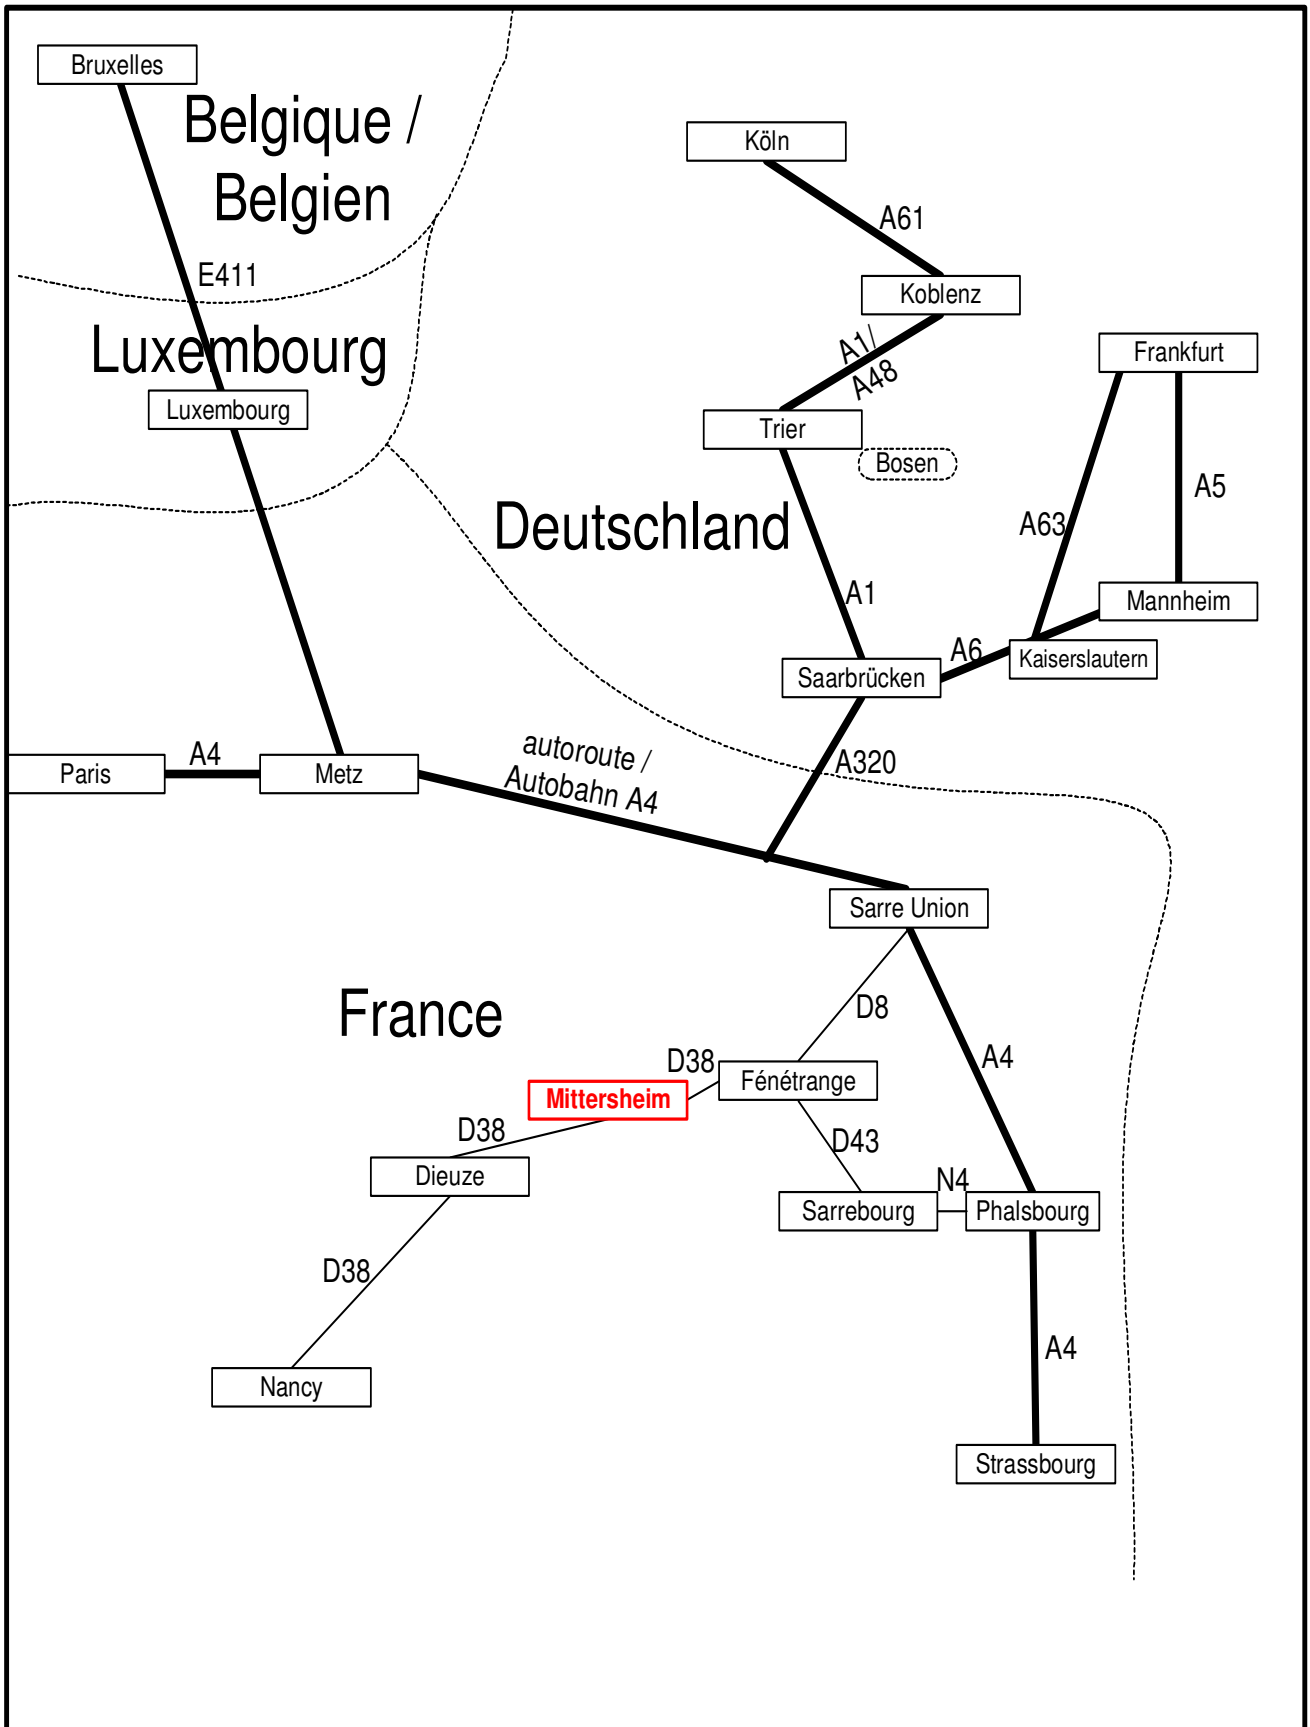 Bruxelles
Belgique /
Belgien
Köln
A61
E411
Koblenz
Luxembourg
A1/
A48
Frankfurt
Luxembourg
Trier
Bosen
A5
Deutschland
A63
A1
Mannheim
A6
Kaiserslautern
Saarbrücken
Paris
A4
Metz
autoroute /
Autobahn A4
A320
Sarre Union
France
D8
A4
D38
Fénétrange
Mittersheim
D38
D43
Dieuze
N4
Sarrebourg
Phalsbourg
D38
A4
Nancy
Strassbourg